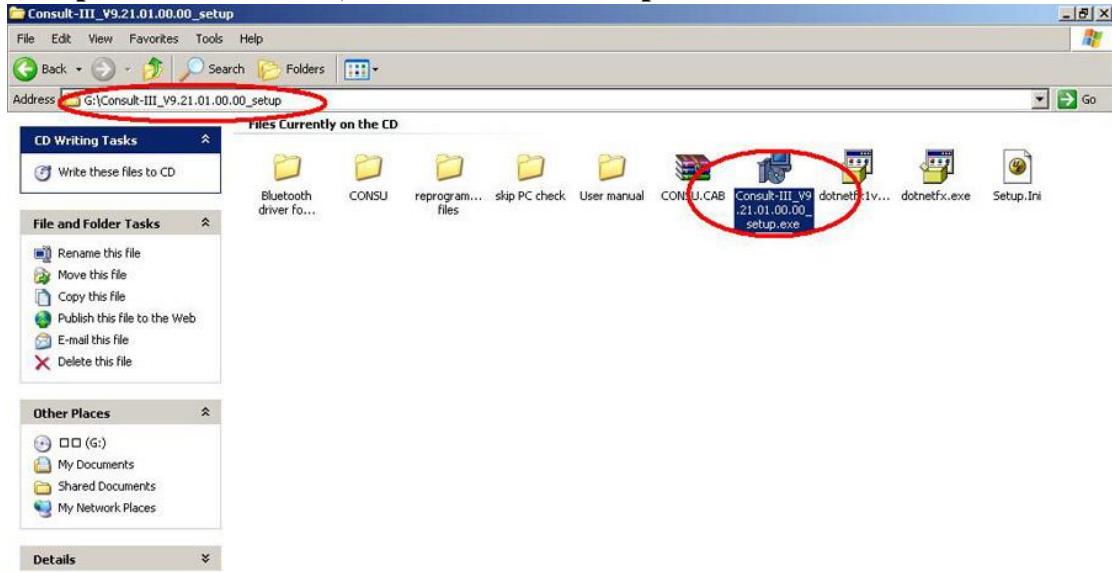 Consult-III_V9.21.01.00.00_setup
File Edit View Favorites Tools Help
Back Search Folders
Address G:\Consult-III_V9.21.01.00.00_setup Go
CD Writing Tasks
Write these files to CD
File and Folder Tasks
Rename this file
Move this file
Copy this file
Publish this file to the Web
E-mail this file
Delete this file
Other Places
(G:)
My Documents
Shared Documents
My Network Places
Details
Files Currently on the CD
Bluetooth
driver fo...
CONSU
reprogram...
files
skip PC check
User manual
CONSU.CAB
Consult-III_V9
.21.01.00.00_
setup.exe
dotnetfx.exe
Setup.Ini